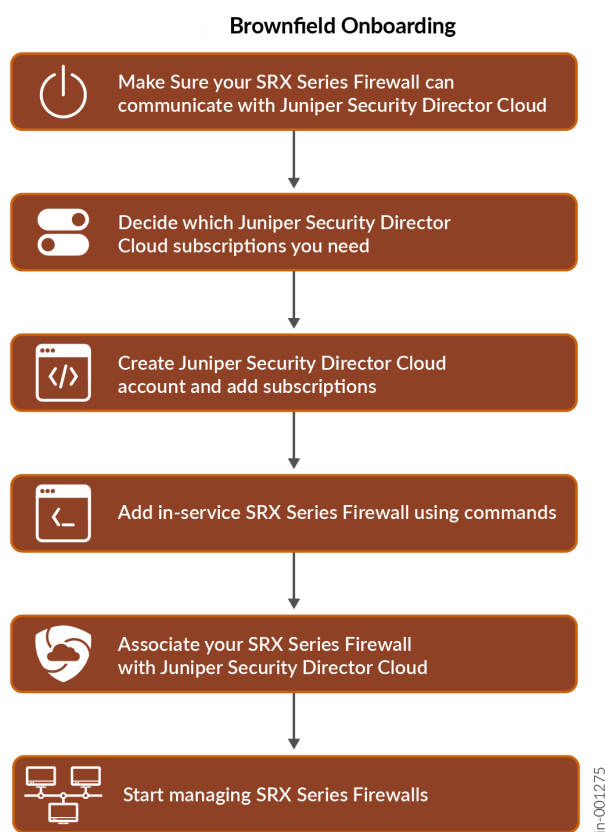 Brownfield Onboarding
Make Sure your SRX Series Firewall can
communicate with Juniper Security Director Cloud
Decide which Juniper Security Director
Cloud subscriptions you need
Create Juniper Security Director Cloud
account and add subscriptions
Add in-service SRX Series Firewall using commands
Associate your SRX Series Firewall
with Juniper Security Director Cloud
Start managing SRX Series Firewalls
jn-001275